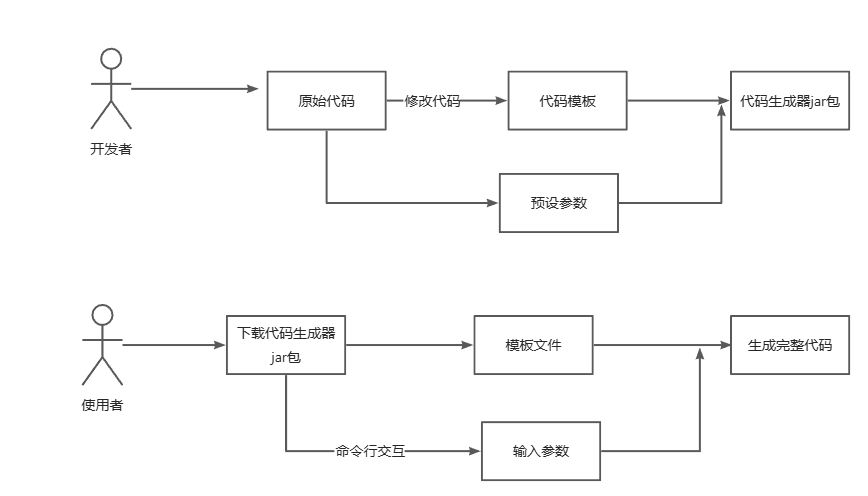 原始代码
修改代码
代码模板
代码生成器jar包
开发者
预设参数
下载代码生成器
jar包
模板文件
生成完整代码
使用者
命令行交互
输入参数